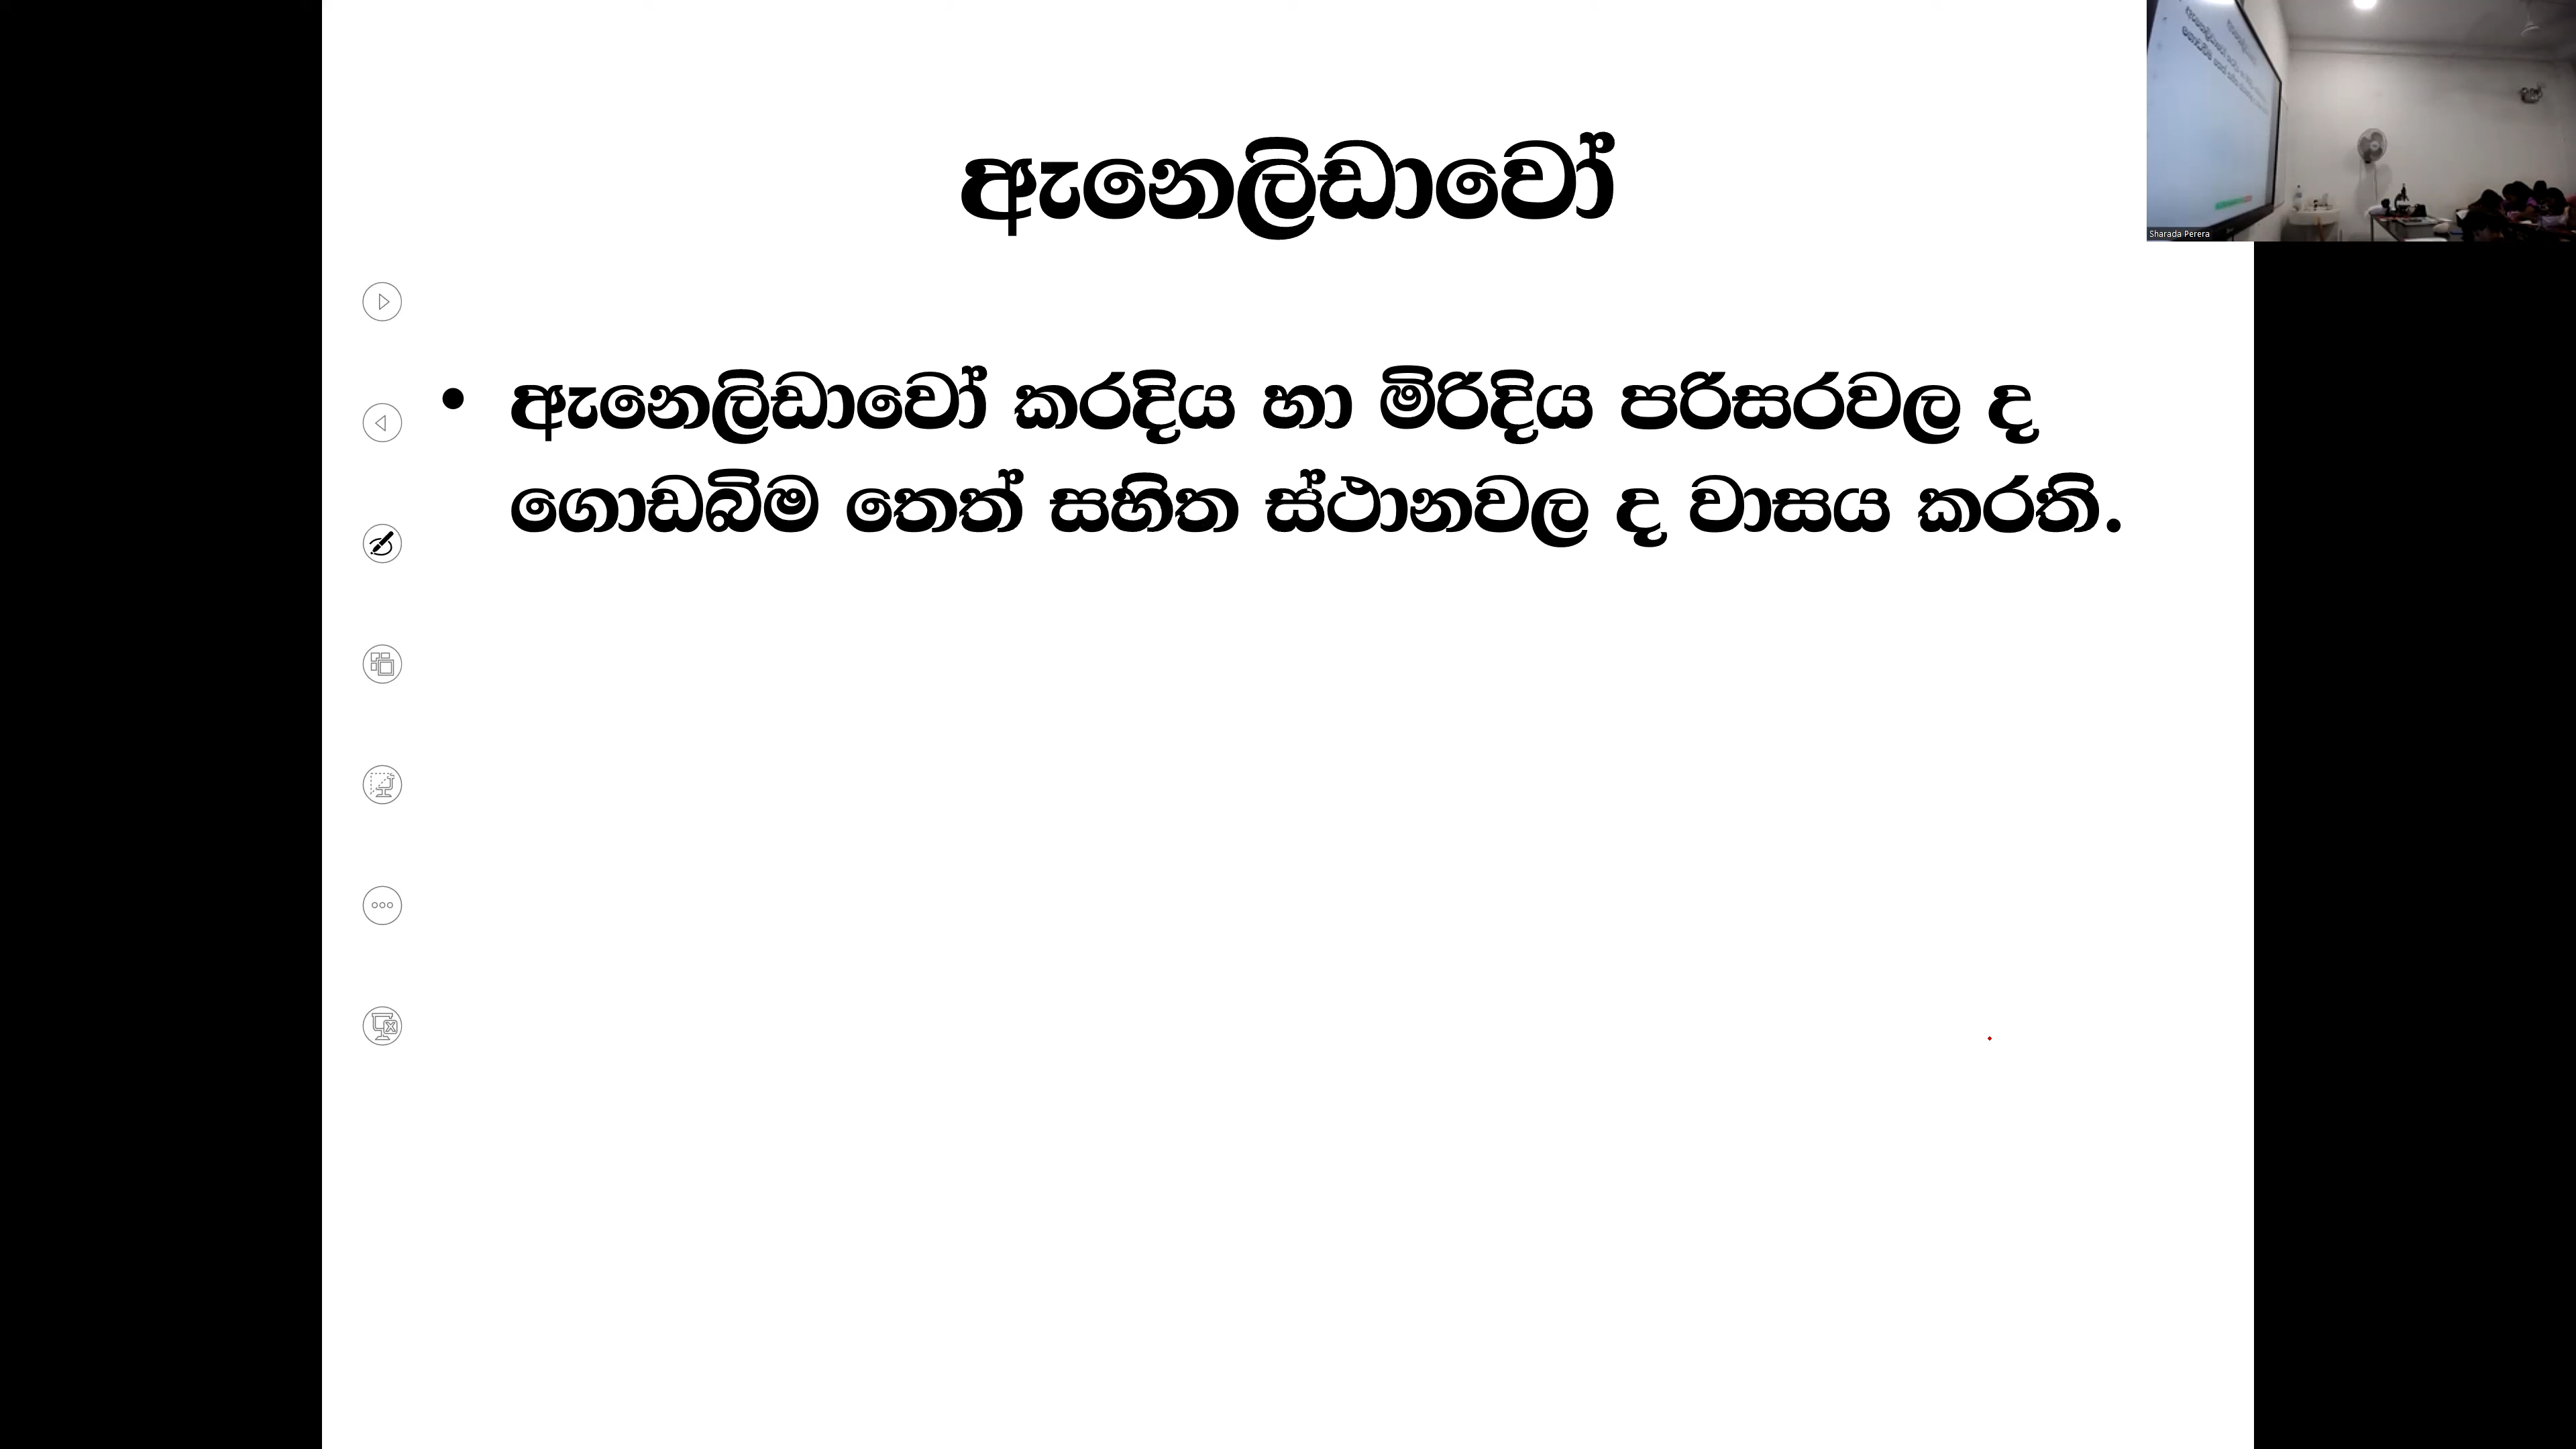 ඇනෙලිඩාවෝ
• ඇනෙලිඩාවෝ කරදිය හා මිරිදිය පරිසරවල ද
ගොඩබිම තෙත් සහිත ස්ථානවල ද වාසය කරති.
Sharada Perera